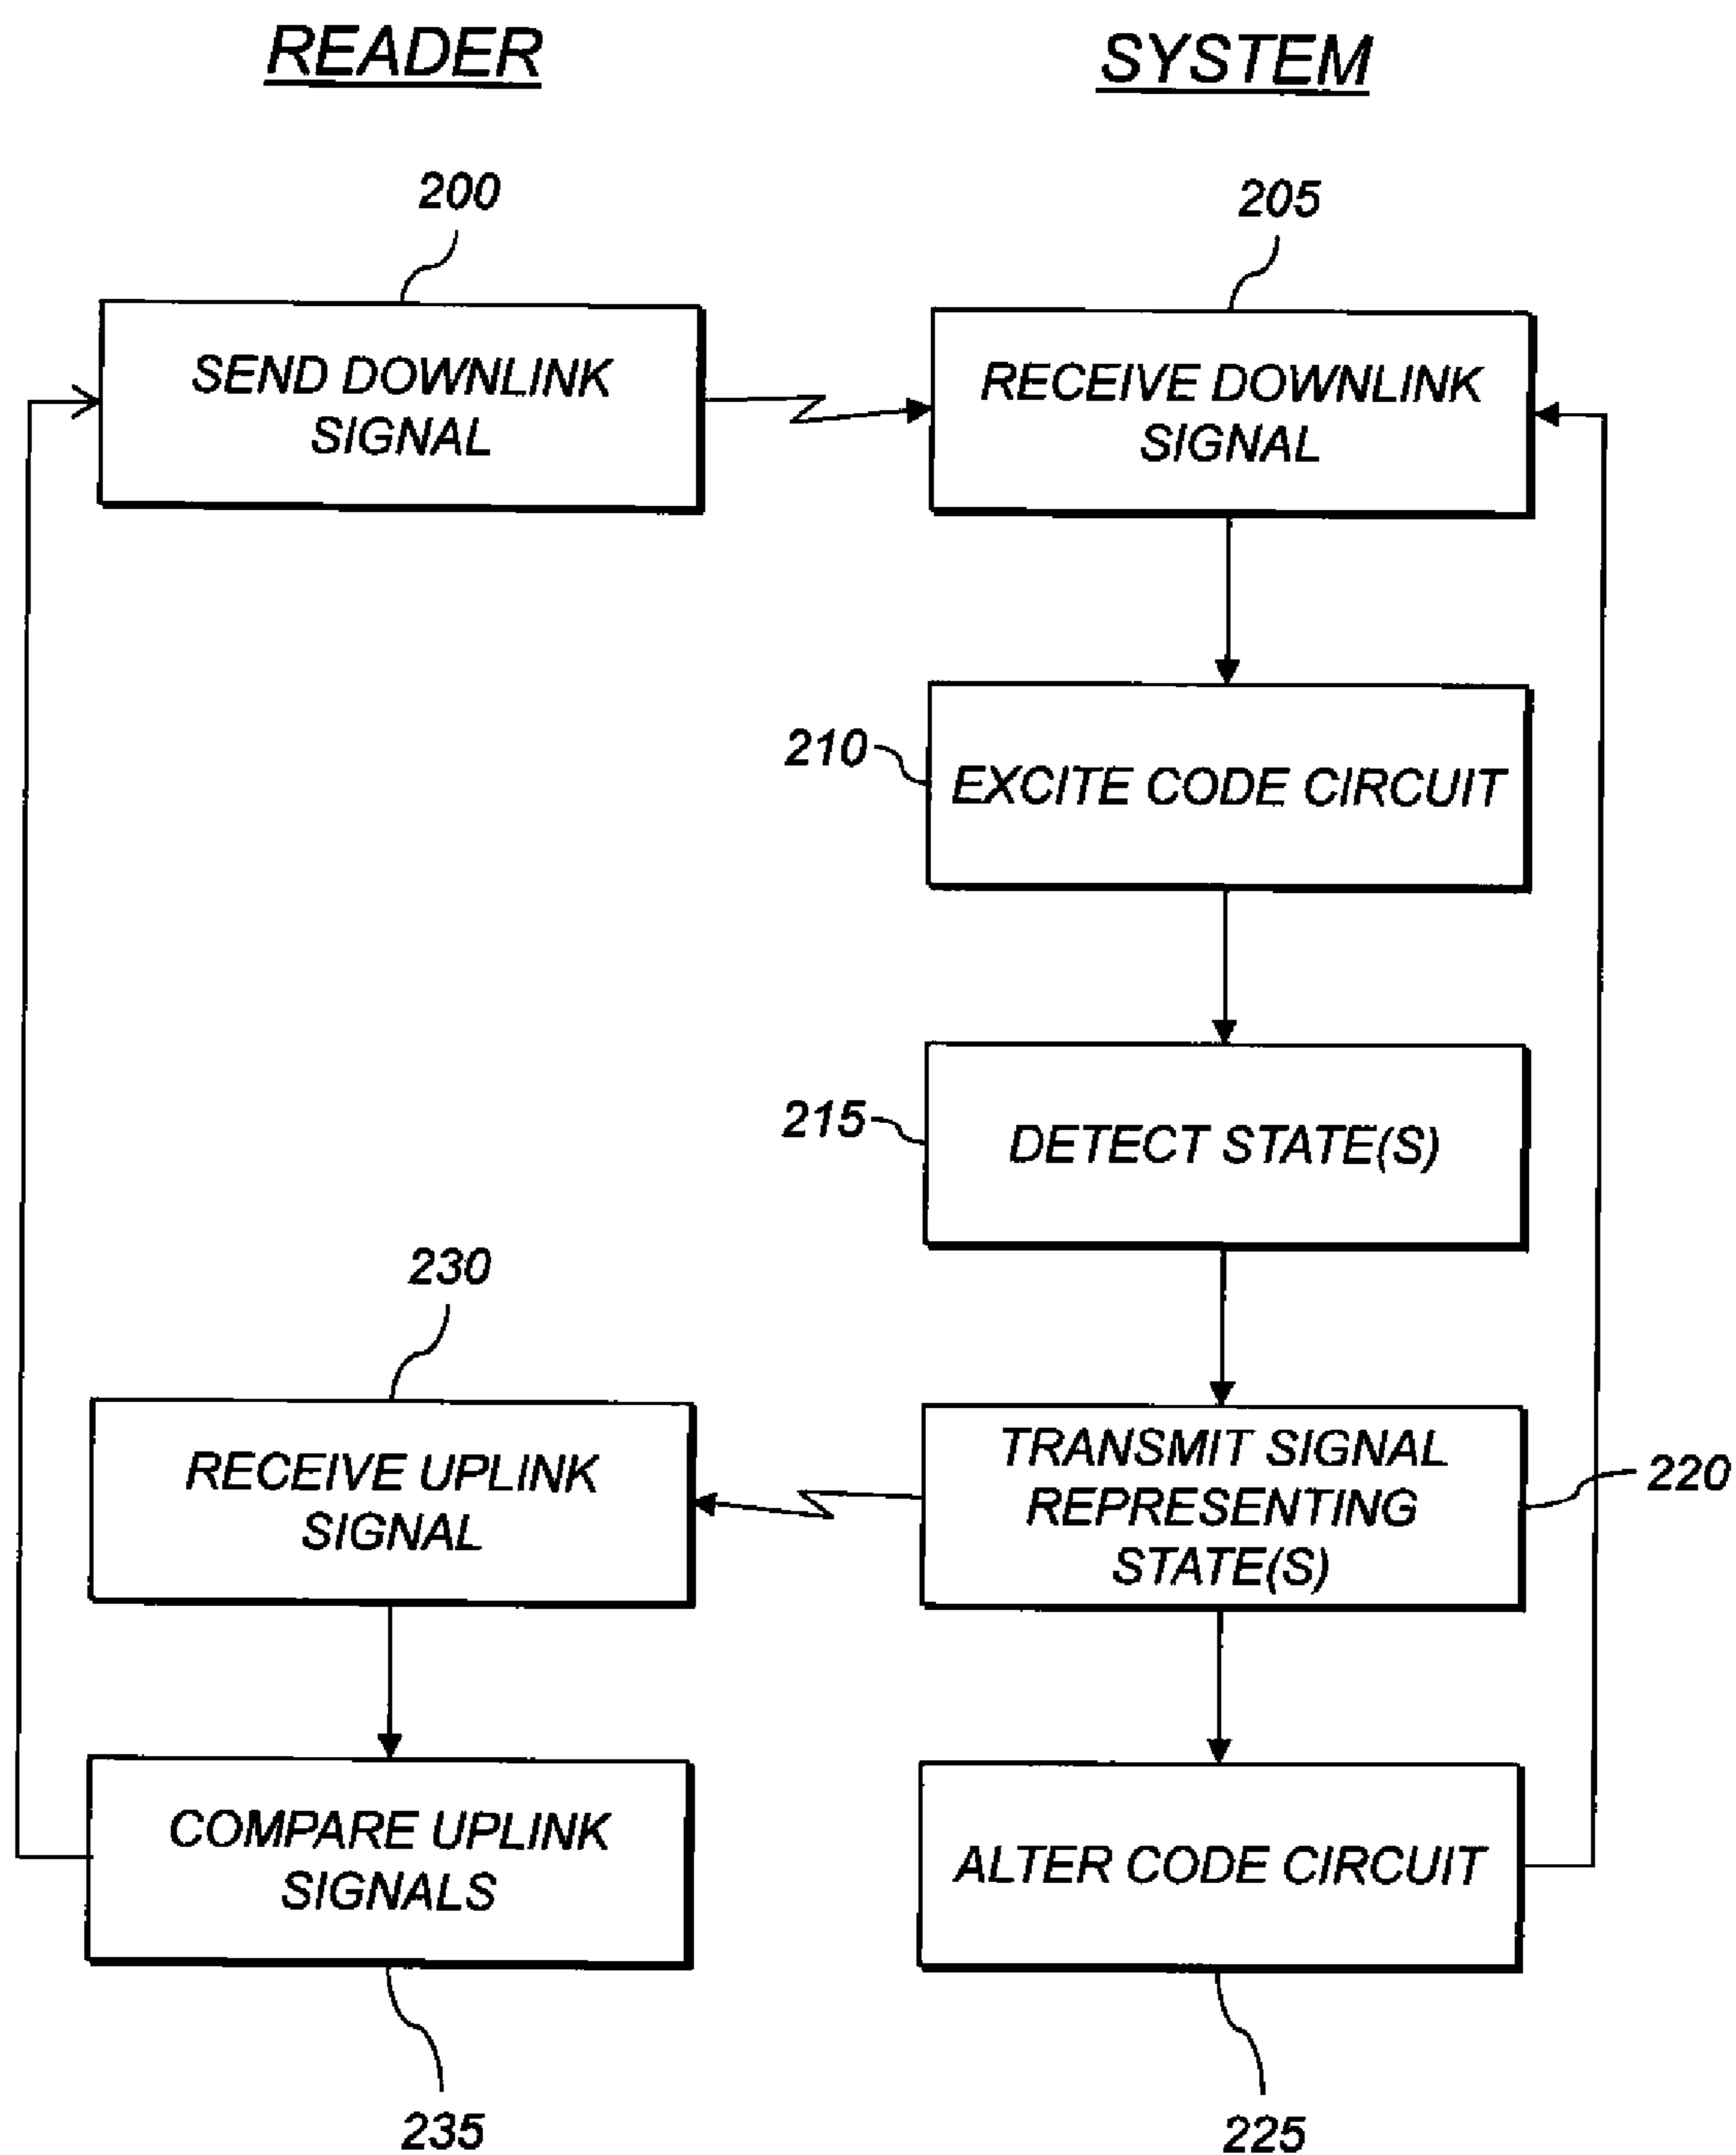 READER
SYSTEM
200
205
SEND DOWNLINK
SIGNAL
RECEIVE DOWNLINK
SIGNAL
210
EXCITE CODE CIRCUIT
215
DETECT STATE(S)
230
RECEIVE UPLINK
SIGNAL
TRANSMIT SIGNAL
REPRESENTING
STATE(S)
220
COMPARE UPLINK
SIGNALS
ALTER CODE CIRCUIT
235
225